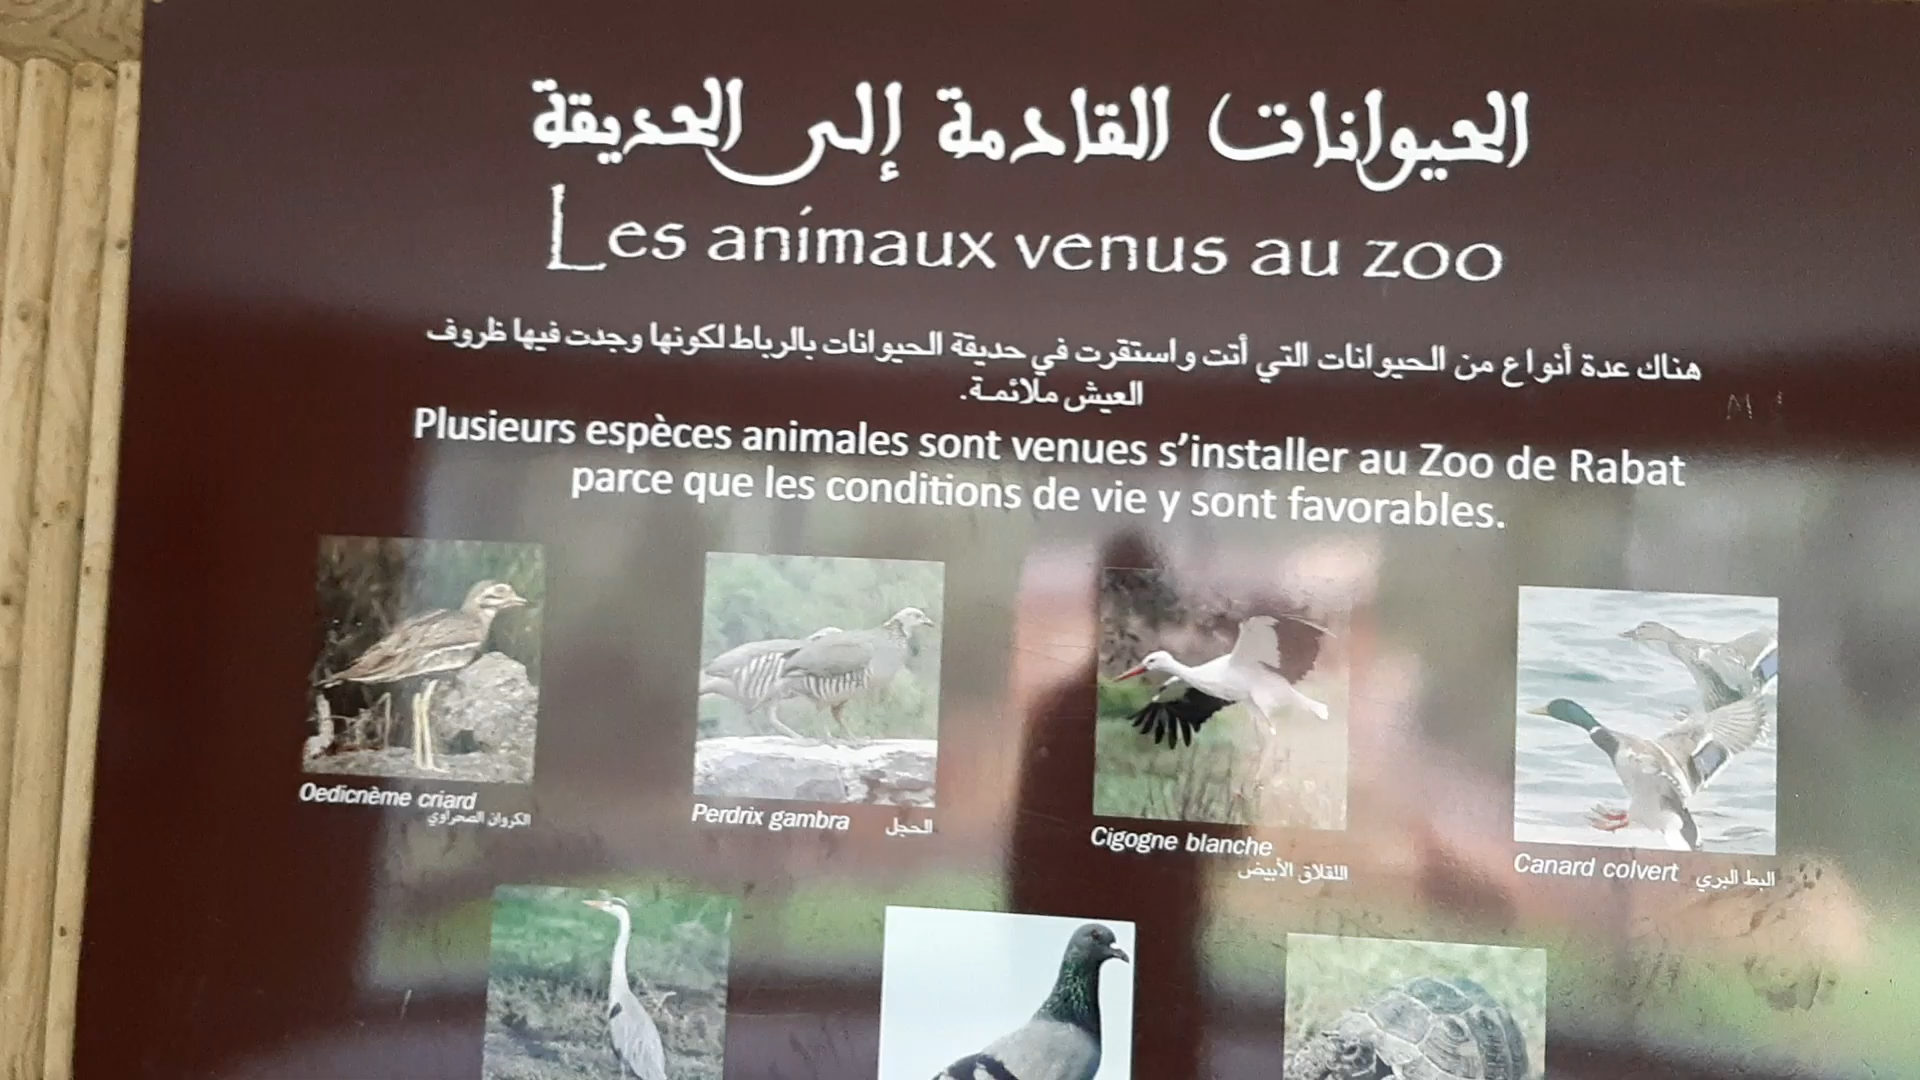 الحيوانات القادمة إلى الحديقة
Les animaux venus au zoo
هناك عدة أنواع من الحيوانات التي أتت واستقرت في حديقة الحيوانات بالرباط لكونها وجدت فيها ظروف
العيش ملائمة.
Plusieurs espèces animales sont venues s'installer au Zoo de Rabat
parce que les conditions de vie y sont favorables.
Oedicnème criard
الكروان الصحراوي
Perdrix gambra الحجل
Cigogne blanche
اللقلاق الأبيض
Canard colvert البط البري